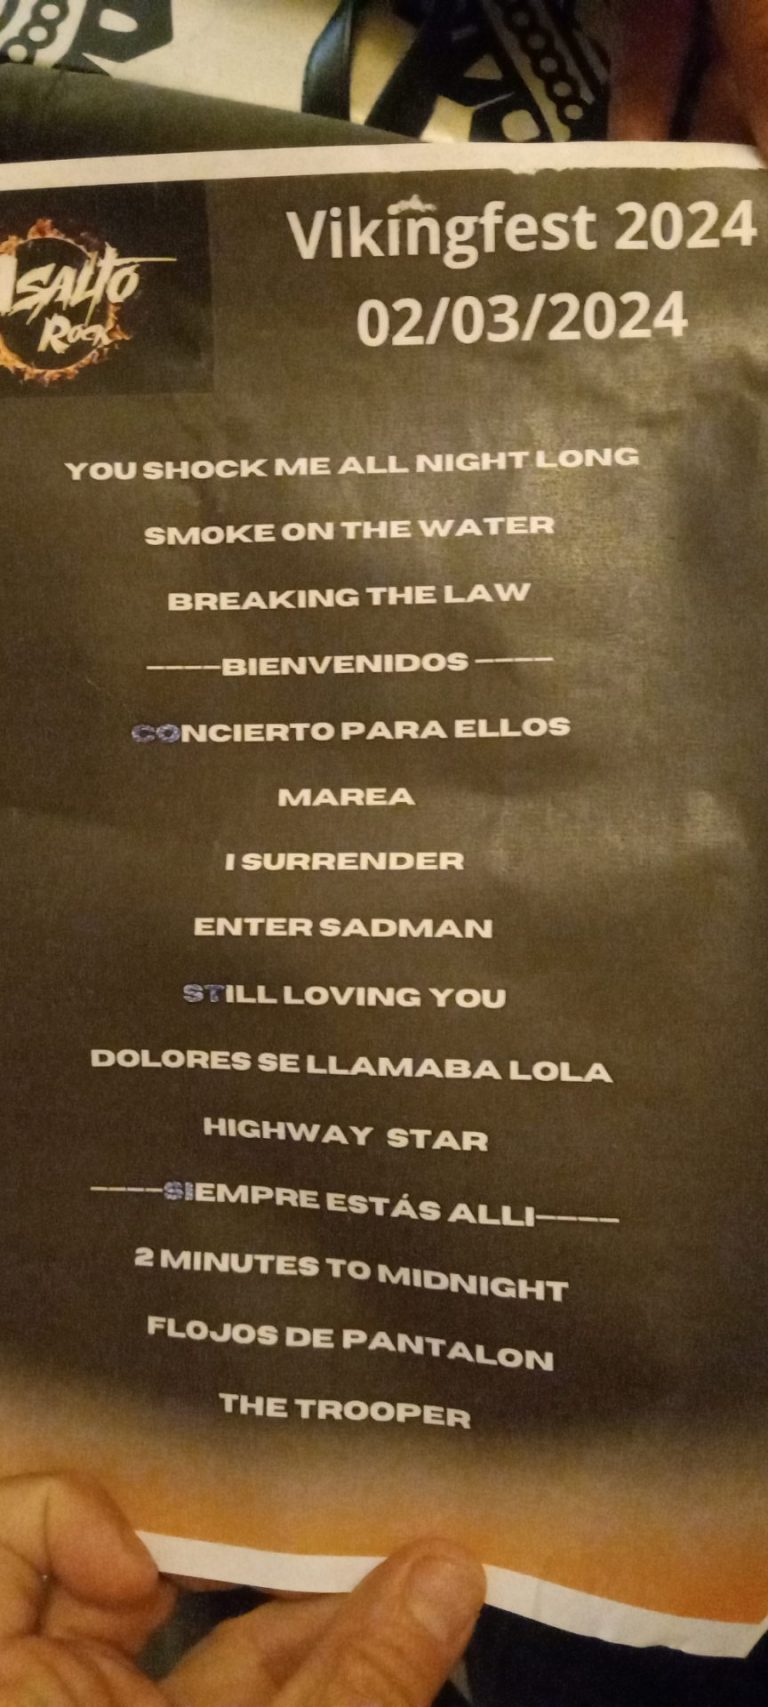 Vikingfest 2024
02/03/2024
ASALTO
ROCK
YOU SHOCK ME ALL NIGHT LONG
SMOKE ON THE WATER
BREAKING THE LAW
----BIENVENIDOS ----
CONCIERTO PARA ELLOS
MAREA
I SURRENDER
ENTER SADMAN
STILL LOVING YOU
DOLORES SE LLAMABA LOLA
HIGHWAY STAR
----SIEMPRE ESTÁS ALLI----
2 MINUTES TO MIDNIGHT
FLOJOS DE PANTALON
THE TROOPER